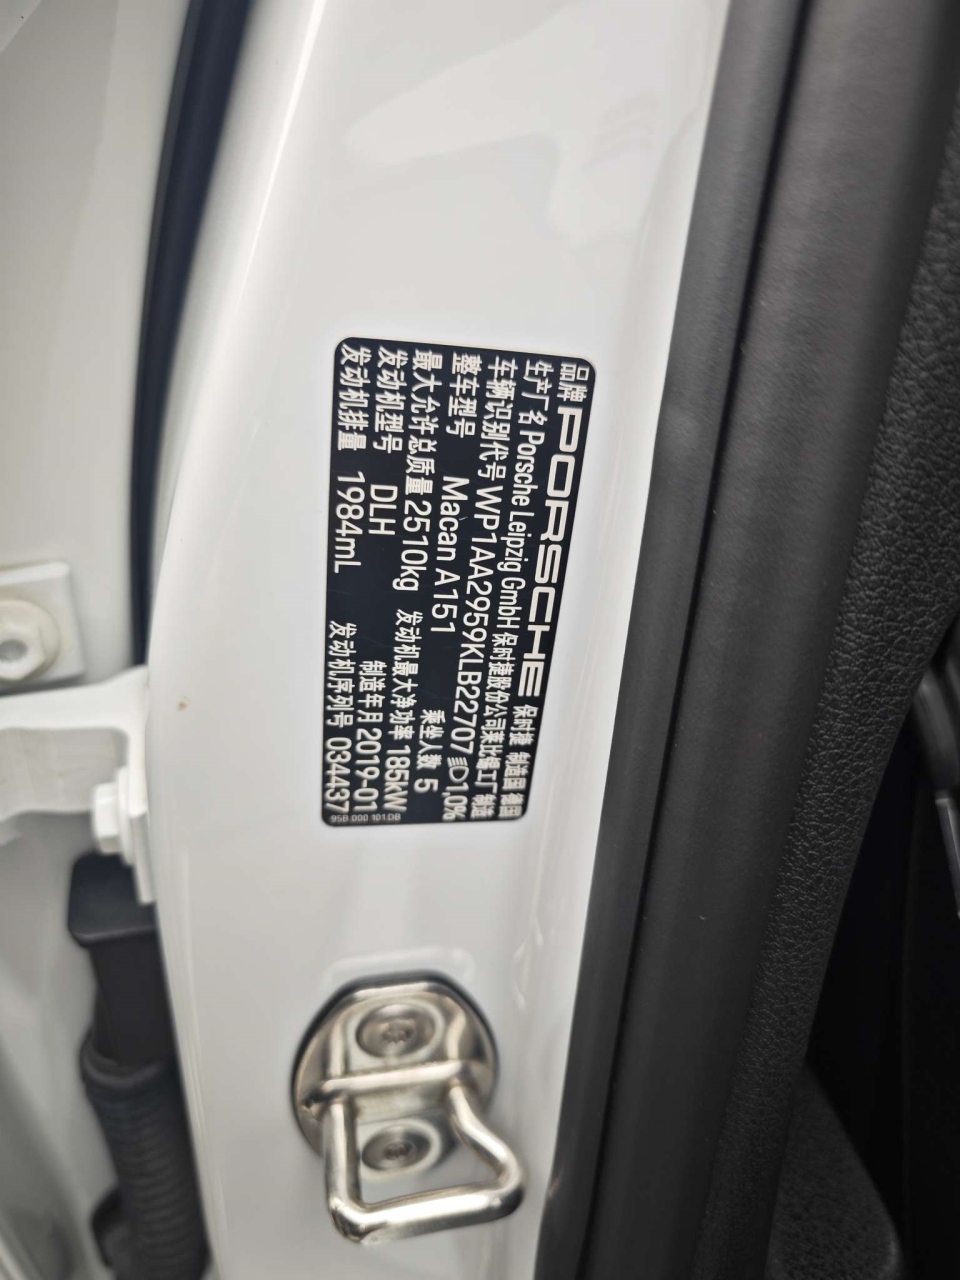 品牌 PORSCHE 保时捷 制造国 德国
生产厂名 Porsche Leipzig GmbH 保时捷股份公司莱比锡工厂 制造
车辆识别代号 WP1AA2959KLB22707 1,0%
整车型号 Macan A151 乘坐人数 5
最大允许总质量 2510kg 发动机最大净功率 185kW
发动机型号 DLH 制造年月 2019-01
发动机排量 1984mL 发动机序列号 034437
95B.000.101.DB